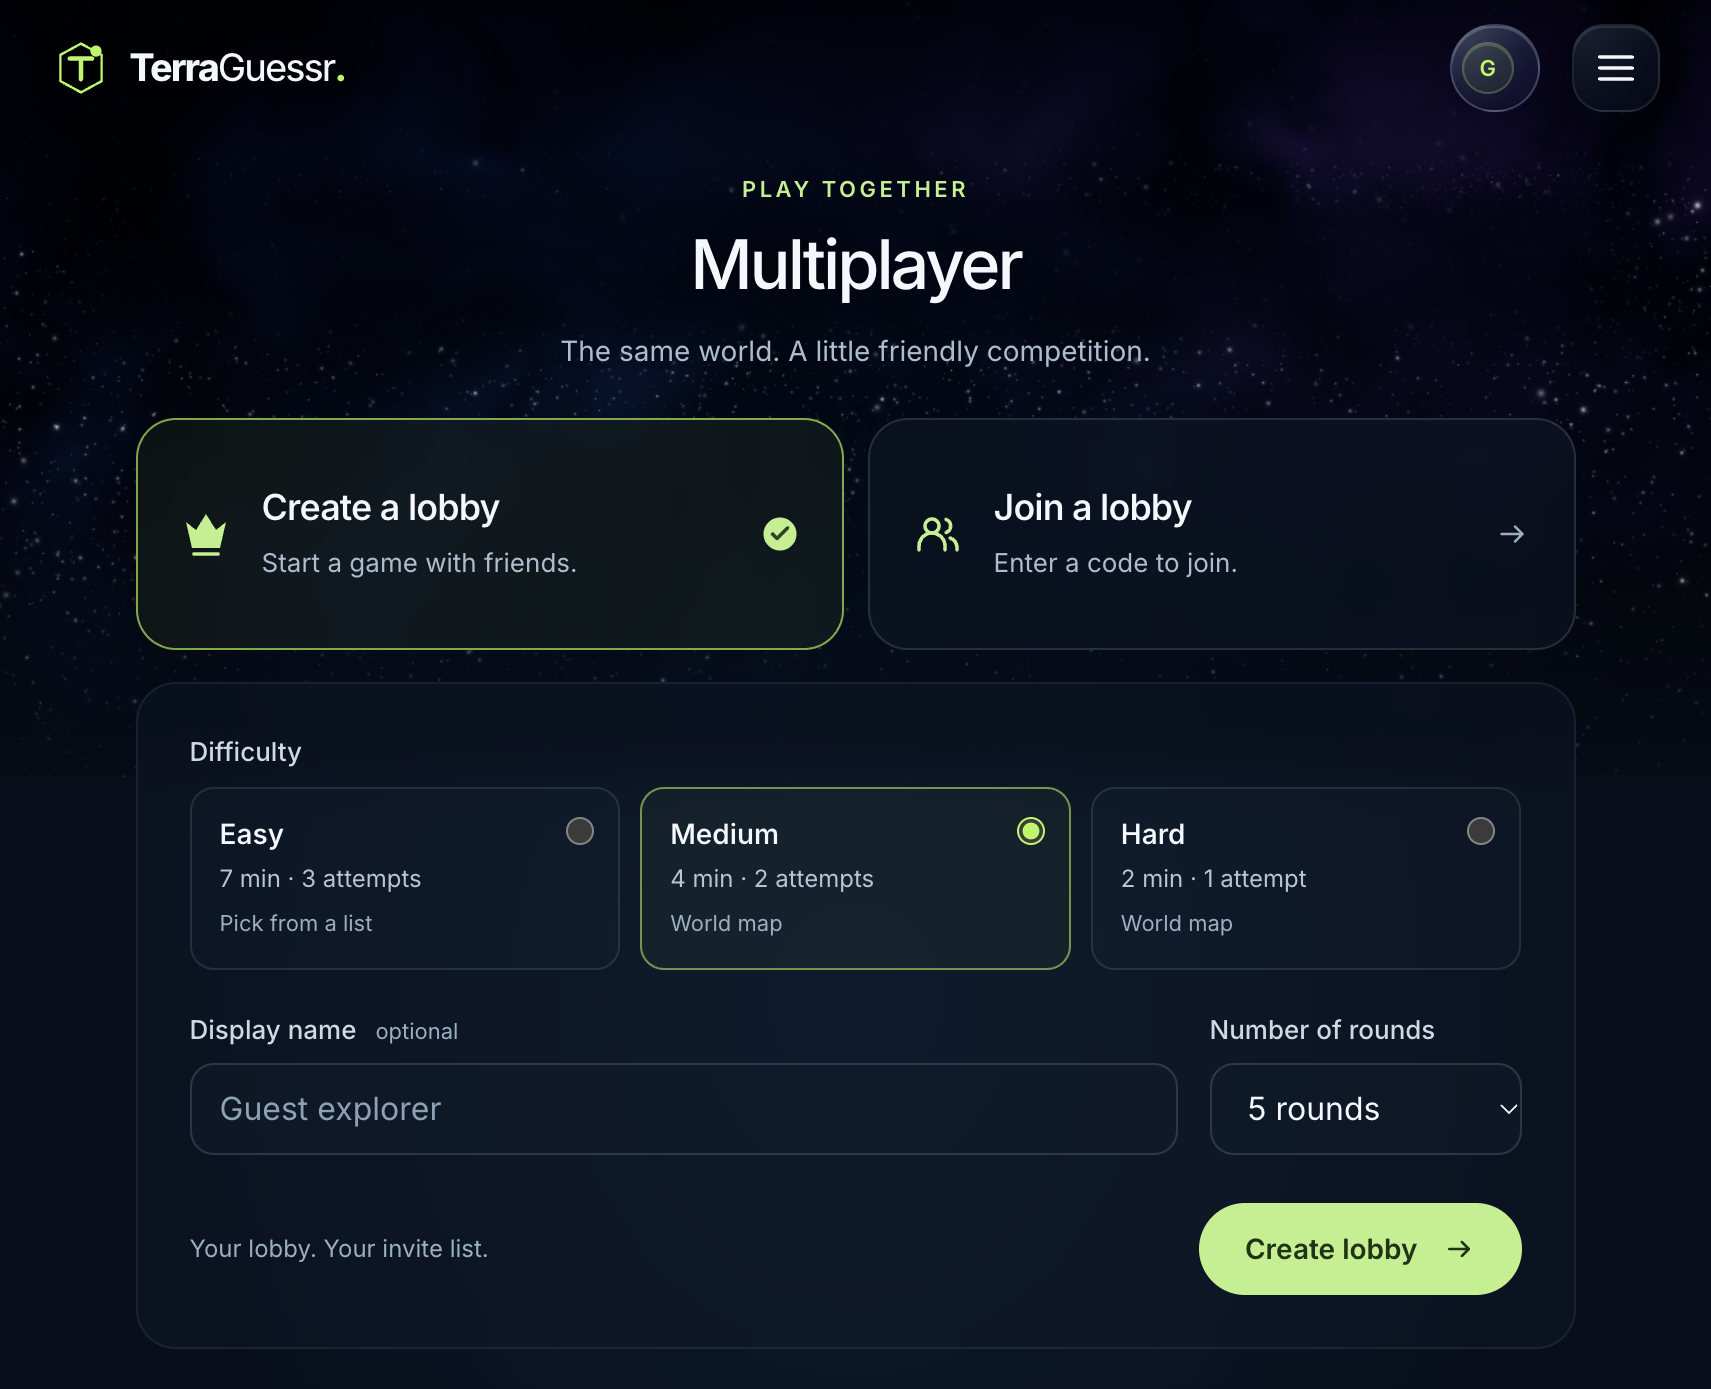 TerraGuessr.
G
PLAY TOGETHER
Multiplayer
The same world. A little friendly competition.
Create a lobby
Start a game with friends.
Join a lobby
Enter a code to join.
Difficulty
Easy
7 min · 3 attempts
Pick from a list
Medium
4 min · 2 attempts
World map
Hard
2 min · 1 attempt
World map
Display name optional
Guest explorer
Number of rounds
5 rounds
Your lobby. Your invite list.
Create lobby